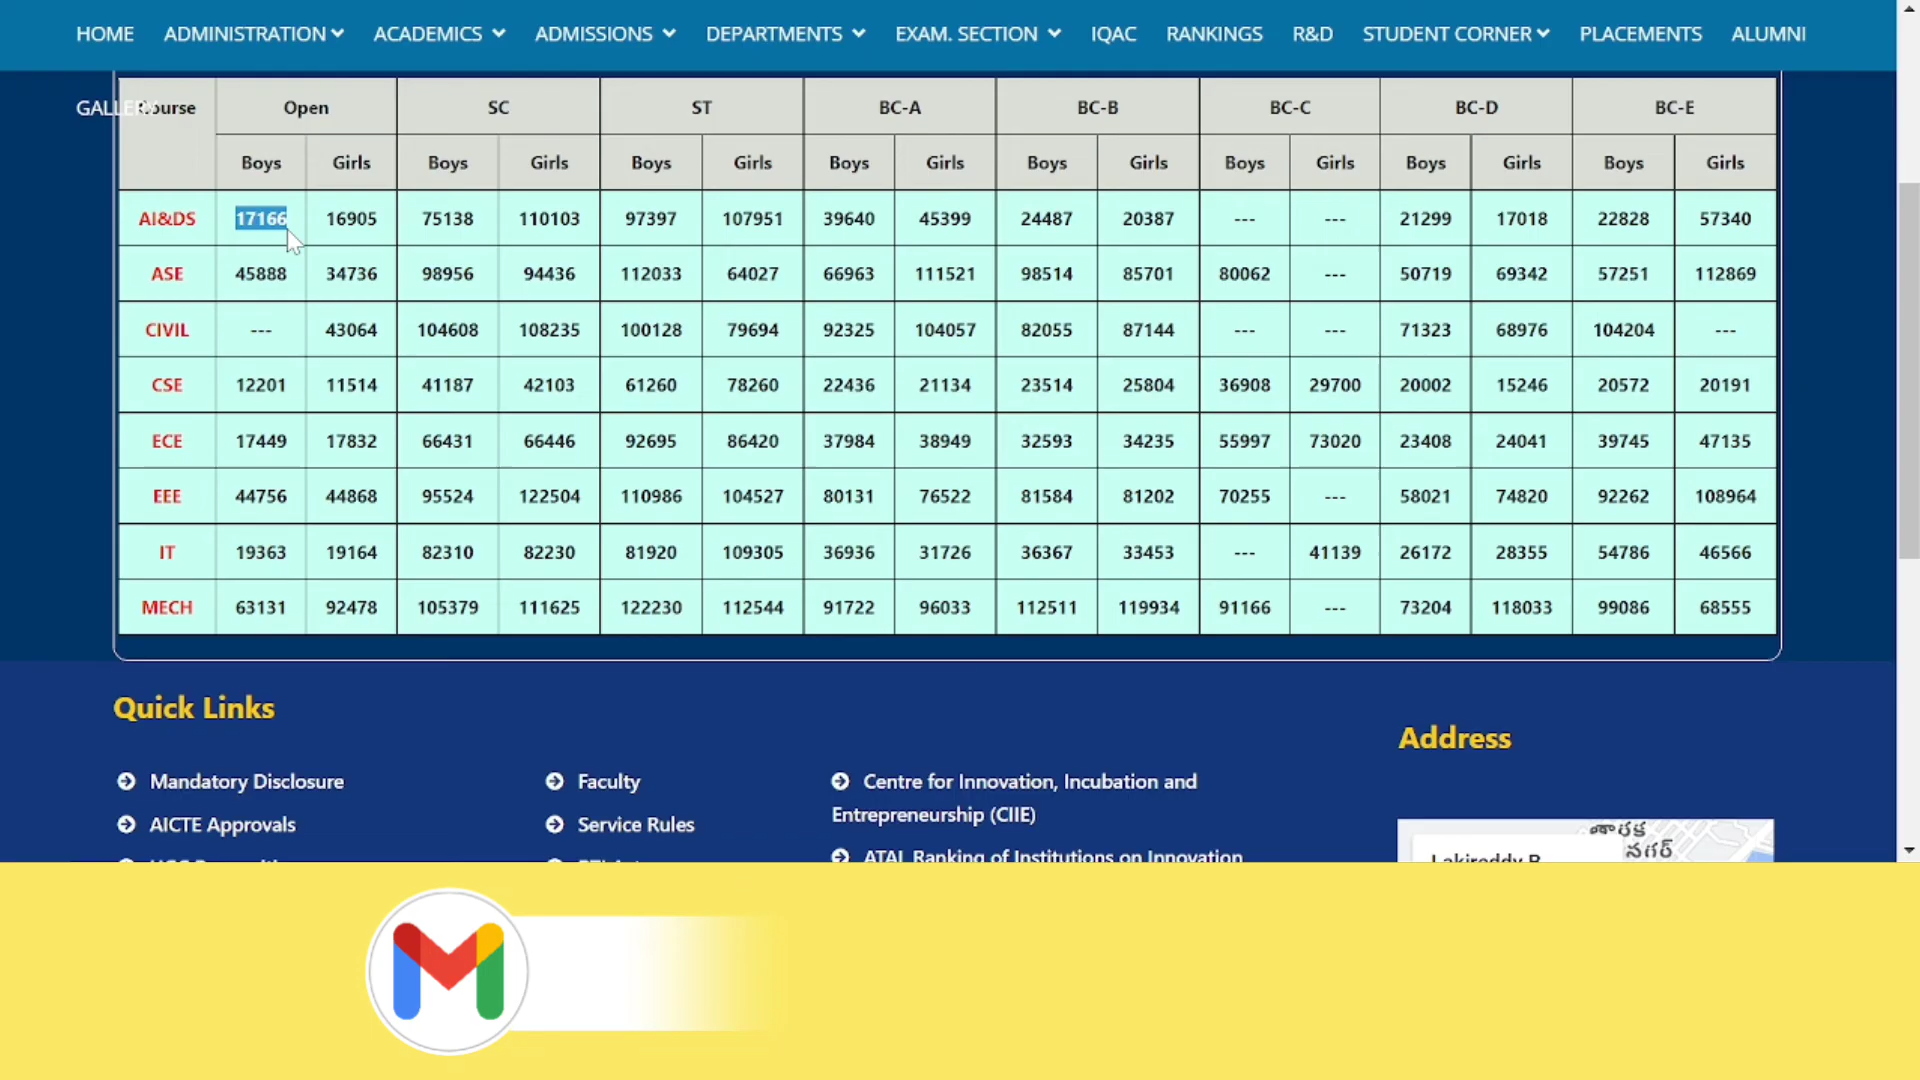 HOME ADMINISTRATION ACADEMICS ADMISSIONS DEPARTMENTS EXAM. SECTION IQAC RANKINGS R&D STUDENT CORNER PLACEMENTS ALUMNI
GALLERY Course Open SC ST BC-A BC-B BC-C BC-D BC-E
Boys Girls Boys Girls Boys Girls Boys Girls Boys Girls Boys Girls Boys Girls Boys Girls
AI&DS 17166 16905 75138 110103 97397 107951 39640 45399 24487 20387 --- --- 21299 17018 22828 57340
ASE 45888 34736 98956 94436 112033 64027 66963 111521 98514 85701 80062 --- 50719 69342 57251 112869
CIVIL --- 43064 104608 108235 100128 79694 92325 104057 82055 87144 --- --- 71323 68976 104204 ---
CSE 12201 11514 41187 42103 61260 78260 22436 21134 23514 25804 36908 29700 20002 15246 20572 20191
ECE 17449 17832 66431 66446 92695 86420 37984 38949 32593 34235 55997 73020 23408 24041 39745 47135
EEE 44756 44868 95524 122504 110986 104527 80131 76522 81584 81202 70255 --- 58021 74820 92262 108964
IT 19363 19164 82310 82230 81920 109305 36936 31726 36367 33453 --- 41139 26172 28355 54786 46566
MECH 63131 92478 105379 111625 122230 112544 91722 96033 112511 119934 91166 --- 73204 118033 99086 68555
Quick Links
Address
Mandatory Disclosure
Faculty
Centre for Innovation, Incubation and
Entrepreneurship (CIIE)
AICTE Approvals
Service Rules
ATAL Ranking of Institutions on Innovation
తారక
నగర్
Lakireddy B